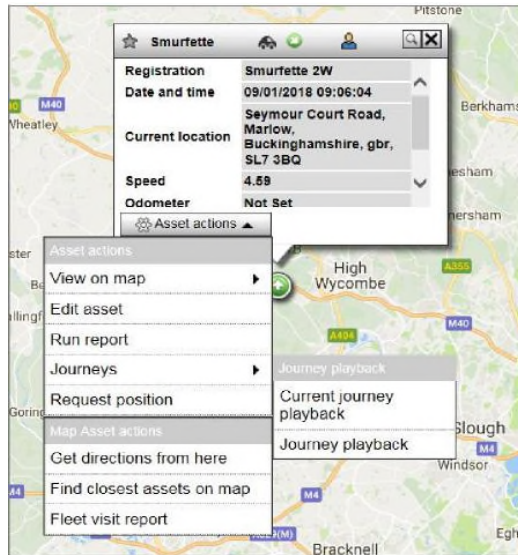 Pitstone
Smurfette
Registration Smurfette 2W
Date and time 09/01/2018 09:06:04
Current location Seymour Court Road,
Marlow,
Buckinghamshire, gbr,
SL7 3BQ
Speed 4.59
Odometer Not Set
Asset actions
M40
Wheatley
Berkhams
esham
mersham
Asset actions
View on map
Edit asset
Run report
Journeys
Request position
Map Asset actions
Get directions from here
Find closest assets on map
Fleet visit report
Journey playback
Current journey
playback
Journey playback
High
Wycombe
A355
M40
A404
Slough
M4
Windsor
ster
Be
allingf
Goring
M4
M4
A329(M)
Bracknell
Egh